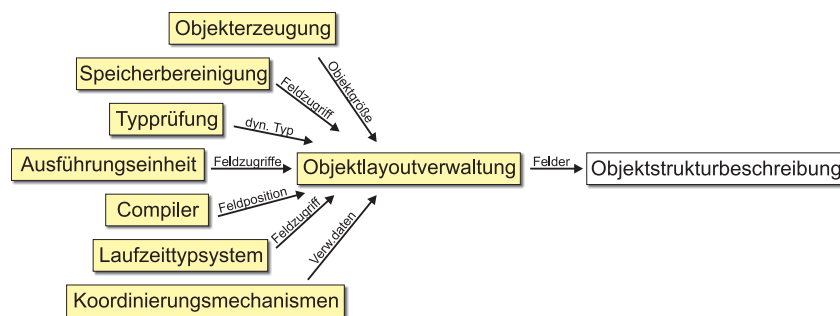 Objekterzeugung
Speicherbereinigung
Objektgröße
Feldzugriff
Typprüfung
dyn. Typ
Ausführungseinheit
Feldzugriffe
Objektlayoutverwaltung
Felder
Objektstrukturbeschreibung
Compiler
Feldposition
Laufzeittypsystem
Feldzugriff
Verw.daten
Koordinierungsmechanismen